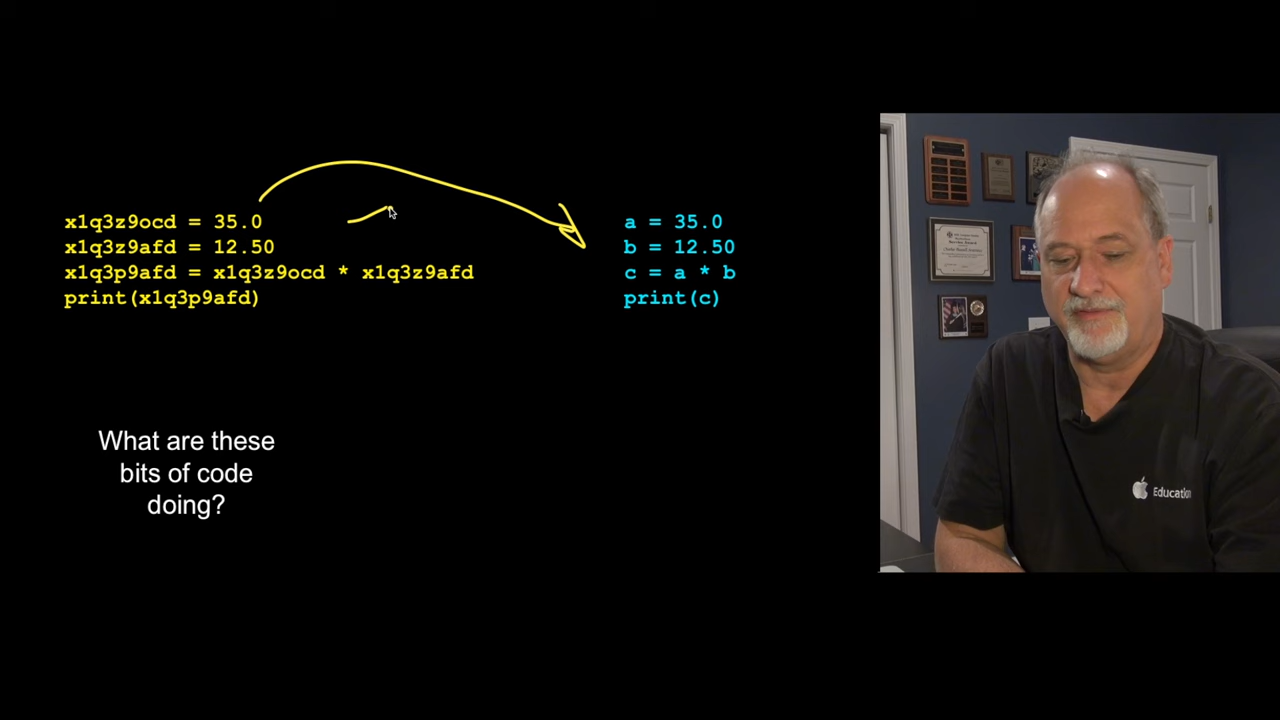 x1q3z9ocd = 35.0
x1q3z9afd = 12.50
x1q3p9afd = x1q3z9ocd * x1q3z9afd
print(x1q3p9afd)
a = 35.0
b = 12.50
c = a * b
print(c)
What are these
bits of code
doing?
Education